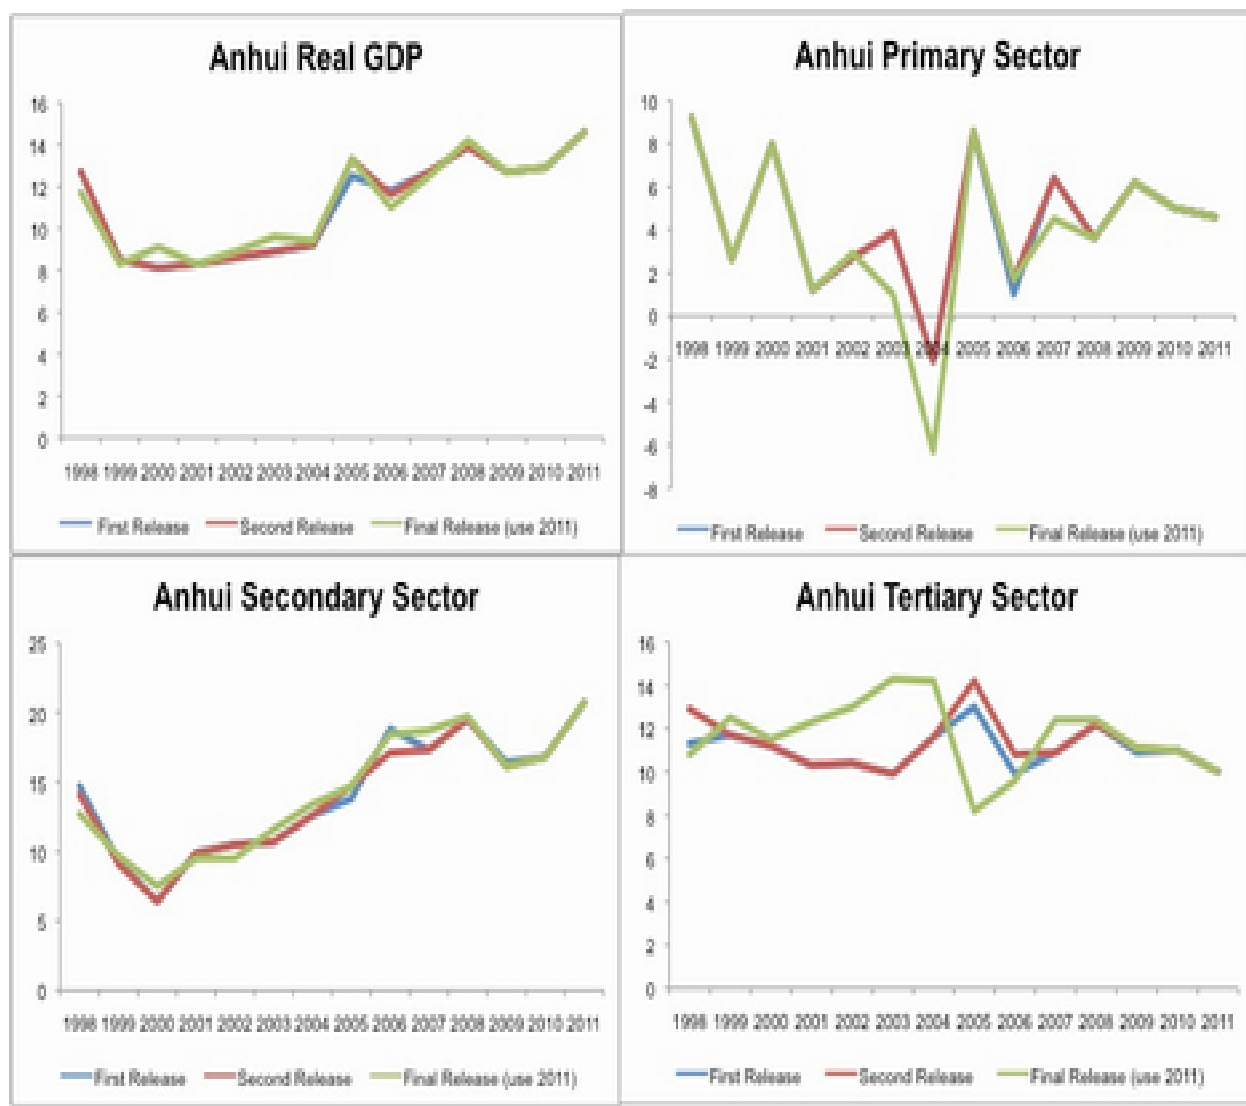 Anhui Real GDP
16
14
12
10
8
6
4
2
0
1998 1999 2000 2001 2002 2003 2004 2005 2006 2007 2008 2009 2010 2011
First Release Second Release Final Release (use 2011)
Anhui Primary Sector
10
8
6
4
2
0
-2
-4
-6
-8
1998 1999 2000 2001 2002 2003 2004 2005 2006 2007 2008 2009 2010 2011
First Release Second Release Final Release (use 2011)
Anhui Secondary Sector
25
20
15
10
5
0
1998 1999 2000 2001 2002 2003 2004 2005 2006 2007 2008 2009 2010 2011
First Release Second Release Final Release (use 2011)
Anhui Tertiary Sector
16
14
12
10
8
6
4
2
0
1998 1999 2000 2001 2002 2003 2004 2005 2006 2007 2008 2009 2010 2011
First Release Second Release Final Release (use 2011)